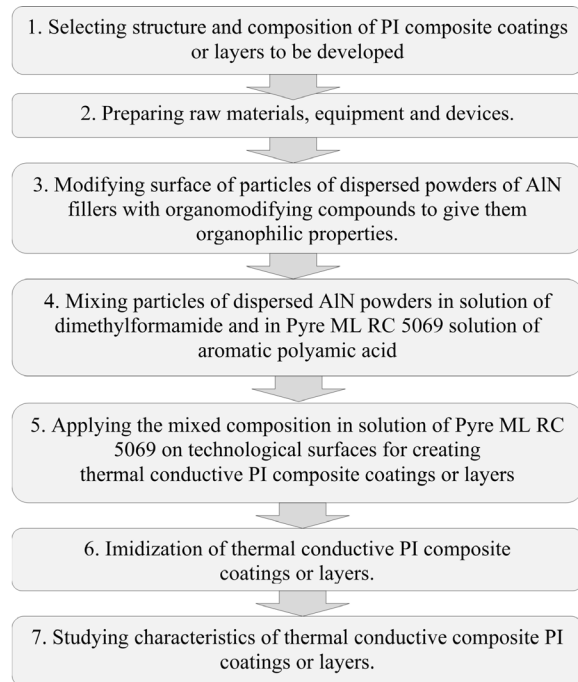 1. Selecting structure and composition of PI composite coatings
or layers to be developed
2. Preparing raw materials, equipment and devices.
3. Modifying surface of particles of dispersed powders of AlN
fillers with organomodifying compounds to give them
organophilic properties.
4. Mixing particles of dispersed AlN powders in solution of
dimethylformamide and in Pyre ML RC 5069 solution of
aromatic polyamic acid
5. Applying the mixed composition in solution of Pyre ML RC
5069 on technological surfaces for creating
thermal conductive PI composite coatings or layers
6. Imidization of thermal conductive PI composite
coatings or layers.
7. Studying characteristics of thermal conductive composite PI
coatings or layers.